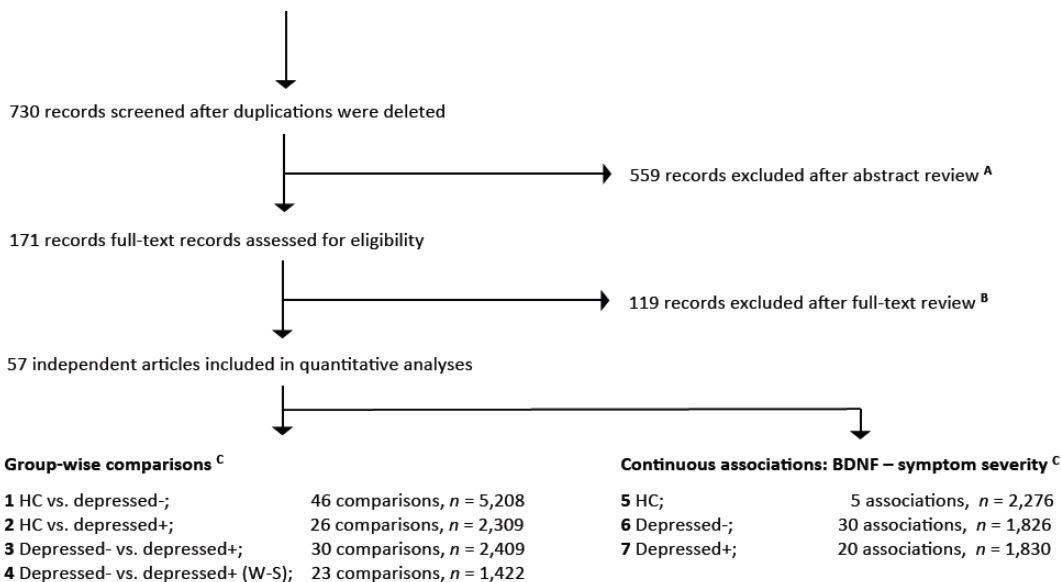 730 records screened after duplications were deleted
559 records excluded after abstract review A
171 records full-text records assessed for eligibility
119 records excluded after full-text review B
57 independent articles included in quantitative analyses
Group-wise comparisons C
1 HC vs. depressed-; 46 comparisons, n = 5,208
2 HC vs. depressed+; 26 comparisons, n = 2,309
3 Depressed- vs. depressed+; 30 comparisons, n = 2,409
4 Depressed- vs. depressed+ (W-S); 23 comparisons, n = 1,422
Continuous associations: BDNF – symptom severity C
5 HC; 5 associations, n = 2,276
6 Depressed-; 30 associations, n = 1,826
7 Depressed+; 20 associations, n = 1,830